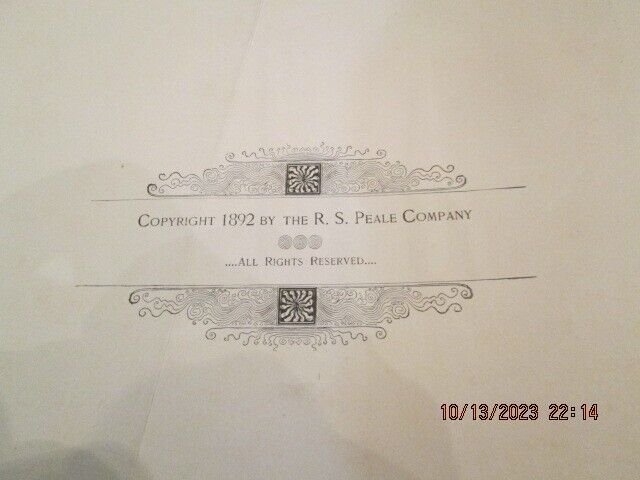 COPYRIGHT 1892 BY THE R. S. PEALE COMPANY
....ALL RIGHTS RESERVED....
10/13/2023 22:14